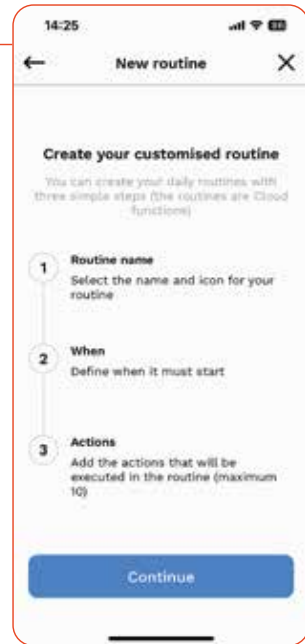 14:25
New routine
Create your customised routine
You can create your daily routines with
three simple steps (the routines are Cloud
functions)
1
Routine name
Select the name and icon for your
routine
2
When
Define when it must start
3
Actions
Add the actions that will be
executed in the routine (maximum
10)
Continue